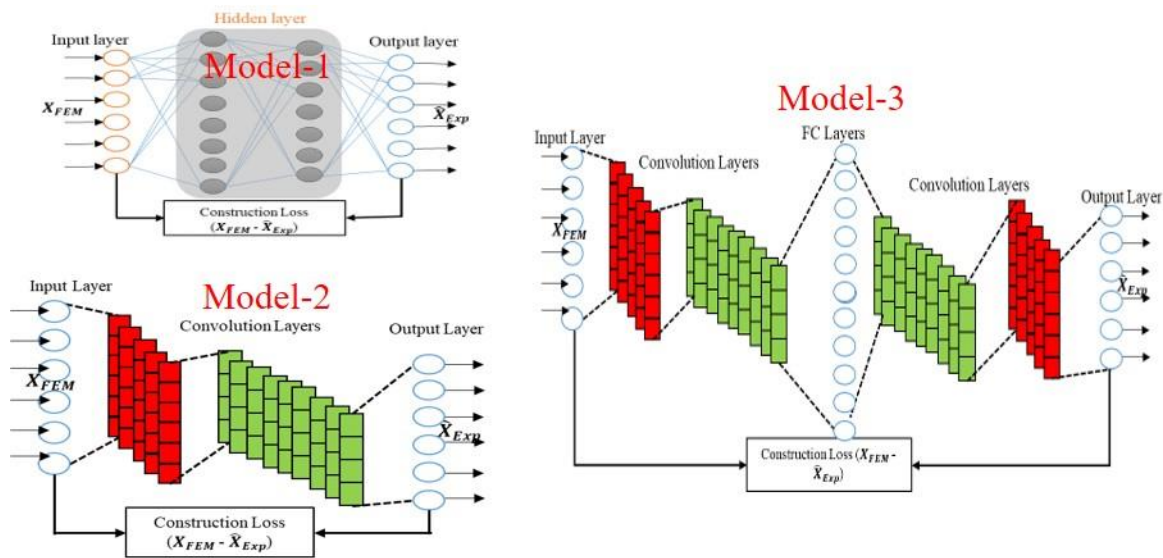 Hidden layer
Input layer
Output layer
Model-1
X_FEM
X̂_Exp
Construction Loss
(X_FEM - X̂_Exp)
Model-2
Input Layer
Convolution Layers
Output Layer
X_FEM
X̂_Exp
Construction Loss
(X_FEM - X̂_Exp)
Model-3
Input Layer
FC Layers
Convolution Layers
Convolution Layers
Output Layer
X_FEM
X̂_Exp
Construction Loss (X_FEM -
X̂_Exp)